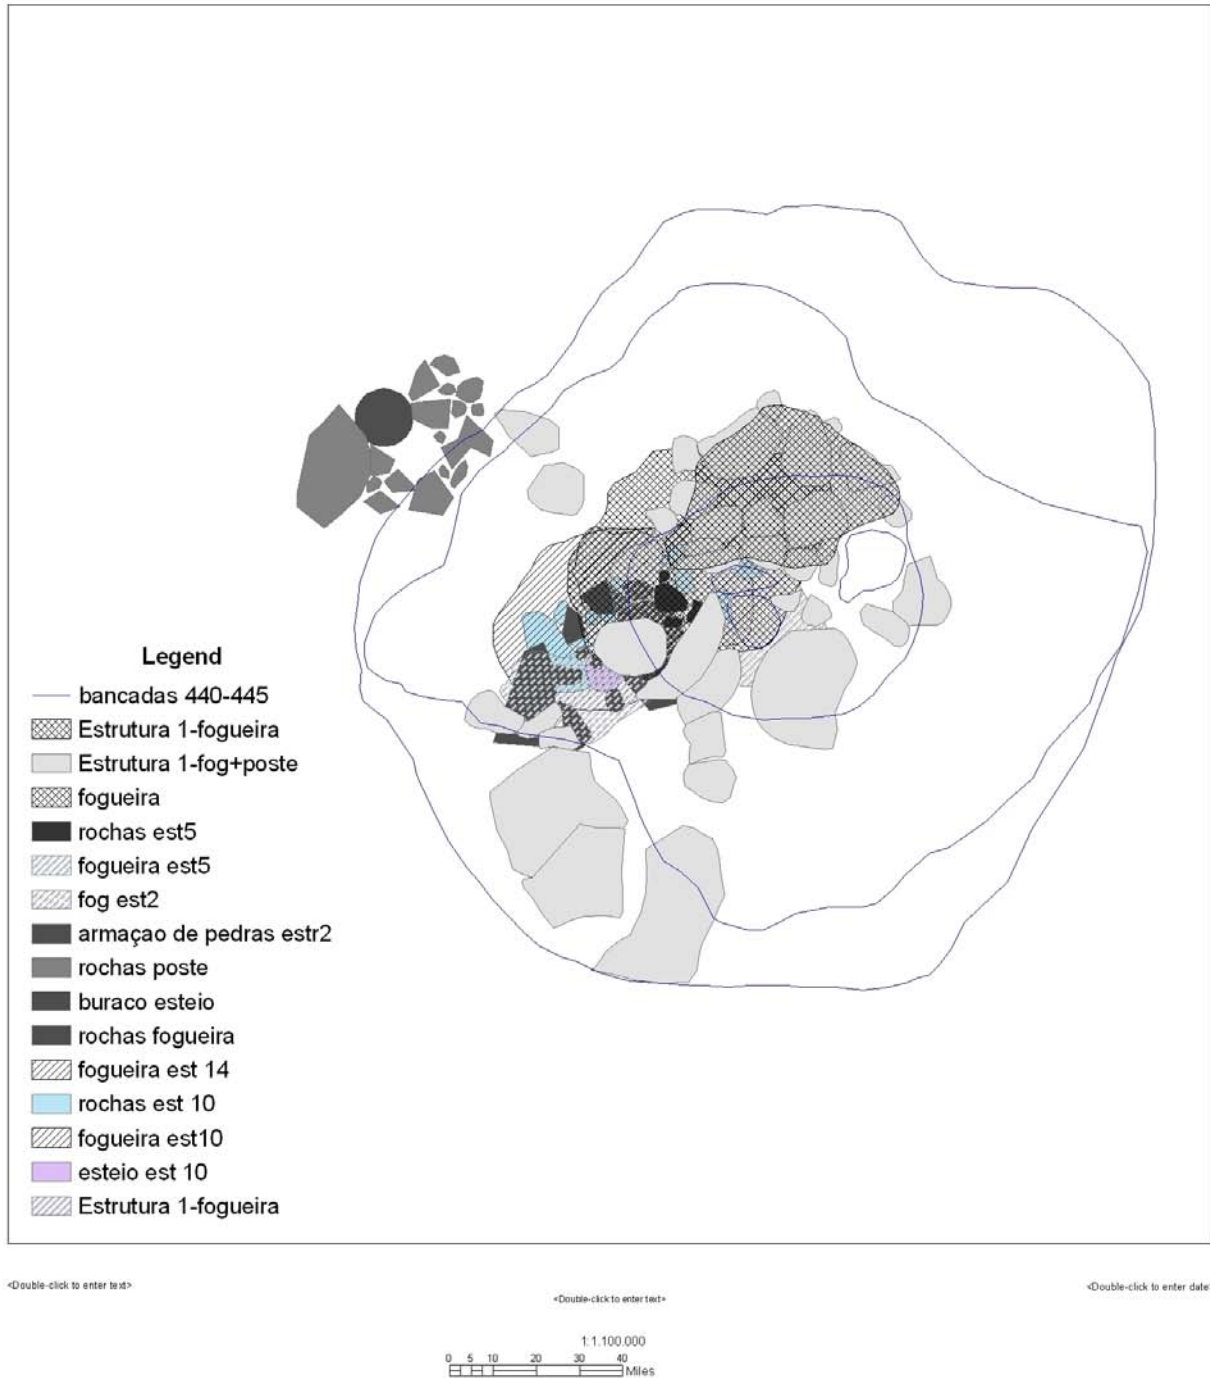 Legend
bancadas 440-445
Estrutura 1-fogueira
Estrutura 1-fog+poste
fogueira
rochas est5
fogueira est5
fog est2
armaçao de pedras estr2
rochas poste
buraco esteio
rochas fogueira
fogueira est 14
rochas est 10
fogueira est10
esteio est 10
Estrutura 1-fogueira
<Double-click to enter text>
<Double-click to enter text>
<Double-click to enter date
1:1.100.000
0 5 10 20 30 40
Miles